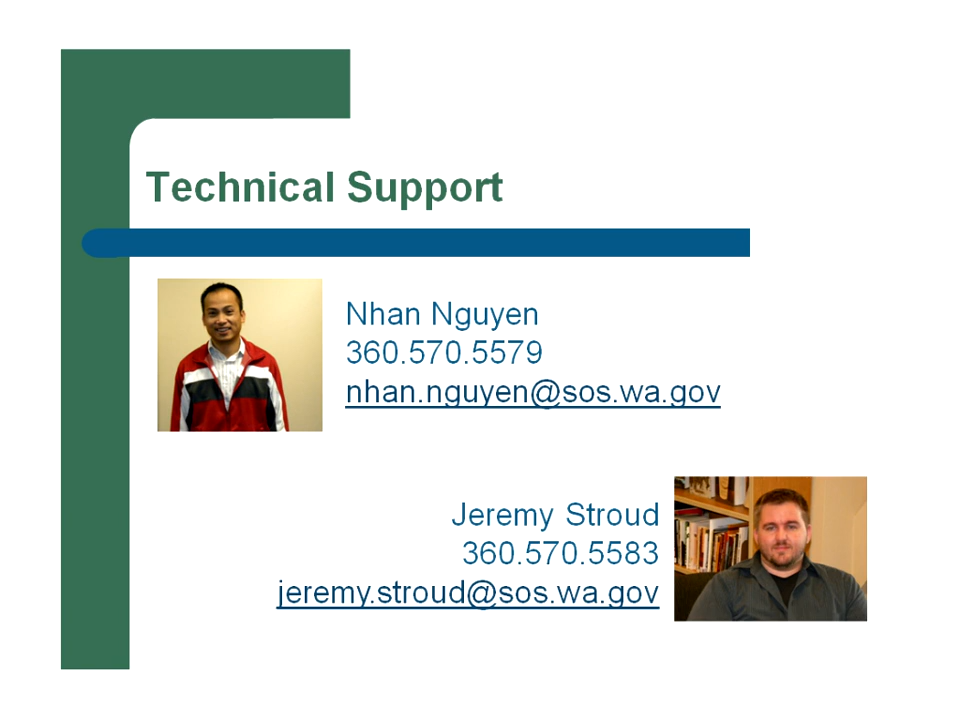 Technical Support
Nhan Nguyen
360.570.5579
nhan.nguyen@sos.wa.gov
Jeremy Stroud
360.570.5583
jeremy.stroud@sos.wa.gov